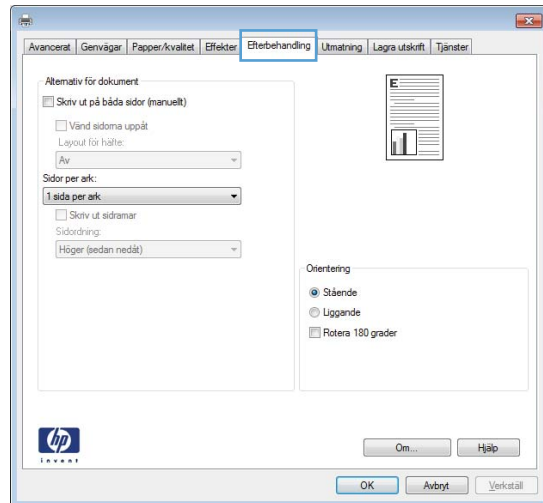 Avancerat Genvägar Papper/kvalitet Effekter Efterbehandling Utmatning Lagra utskrift Tjänster
Alternativ för dokument
Skriv ut på båda sidor (manuellt)
Vänd sidorna uppåt
Layout för häfte:
Av
Sidor per ark:
1 sida per ark
Skriv ut sidramar
Sidordning:
Höger (sedan nedåt)
E
Orientering
Stående
Liggande
Rotera 180 grader
hp
invent
Om... Hjälp
OK Avbryt Verkställ